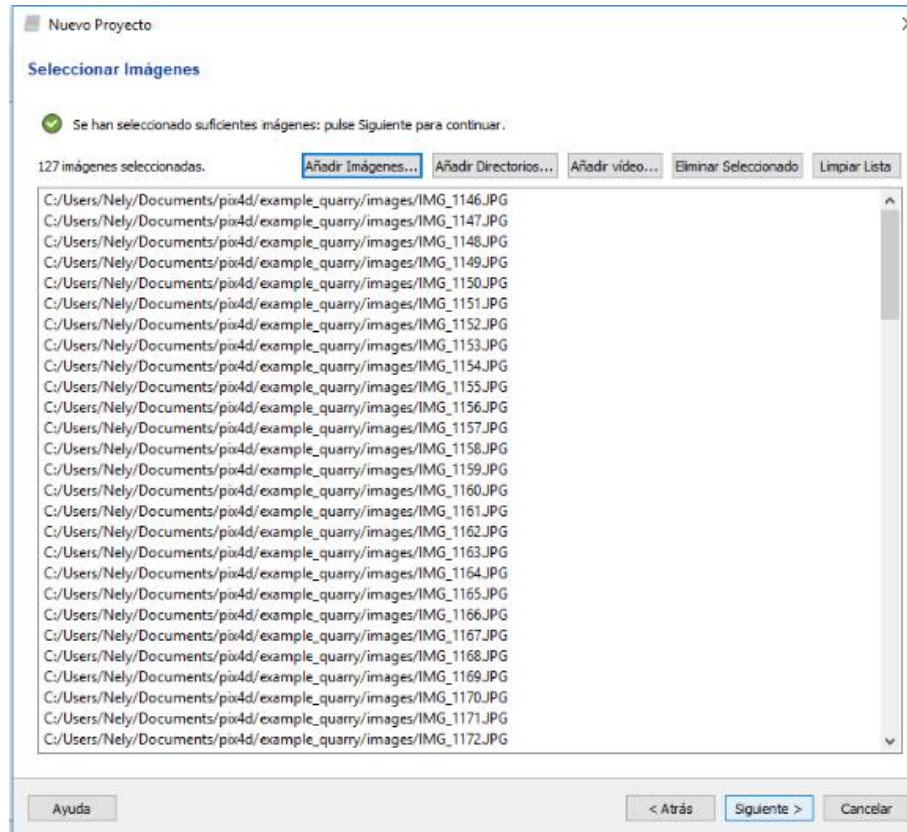 Nuevo Proyecto
Seleccionar Imágenes
Se han seleccionado suficientes imágenes: pulse Siguiente para continuar.
127 imágenes seleccionadas. Añadir Imágenes... Añadir Directorios... Añadir vídeo... Eliminar Seleccionado Limpiar Lista
C:/Users/Nely/Documents/pix4d/example_quarry/images/IMG_1146.JPG
C:/Users/Nely/Documents/pix4d/example_quarry/images/IMG_1147.JPG
C:/Users/Nely/Documents/pix4d/example_quarry/images/IMG_1148.JPG
C:/Users/Nely/Documents/pix4d/example_quarry/images/IMG_1149.JPG
C:/Users/Nely/Documents/pix4d/example_quarry/images/IMG_1150.JPG
C:/Users/Nely/Documents/pix4d/example_quarry/images/IMG_1151.JPG
C:/Users/Nely/Documents/pix4d/example_quarry/images/IMG_1152.JPG
C:/Users/Nely/Documents/pix4d/example_quarry/images/IMG_1153.JPG
C:/Users/Nely/Documents/pix4d/example_quarry/images/IMG_1154.JPG
C:/Users/Nely/Documents/pix4d/example_quarry/images/IMG_1155.JPG
C:/Users/Nely/Documents/pix4d/example_quarry/images/IMG_1156.JPG
C:/Users/Nely/Documents/pix4d/example_quarry/images/IMG_1157.JPG
C:/Users/Nely/Documents/pix4d/example_quarry/images/IMG_1158.JPG
C:/Users/Nely/Documents/pix4d/example_quarry/images/IMG_1159.JPG
C:/Users/Nely/Documents/pix4d/example_quarry/images/IMG_1160.JPG
C:/Users/Nely/Documents/pix4d/example_quarry/images/IMG_1161.JPG
C:/Users/Nely/Documents/pix4d/example_quarry/images/IMG_1162.JPG
C:/Users/Nely/Documents/pix4d/example_quarry/images/IMG_1163.JPG
C:/Users/Nely/Documents/pix4d/example_quarry/images/IMG_1164.JPG
C:/Users/Nely/Documents/pix4d/example_quarry/images/IMG_1165.JPG
C:/Users/Nely/Documents/pix4d/example_quarry/images/IMG_1166.JPG
C:/Users/Nely/Documents/pix4d/example_quarry/images/IMG_1167.JPG
C:/Users/Nely/Documents/pix4d/example_quarry/images/IMG_1168.JPG
C:/Users/Nely/Documents/pix4d/example_quarry/images/IMG_1169.JPG
C:/Users/Nely/Documents/pix4d/example_quarry/images/IMG_1170.JPG
C:/Users/Nely/Documents/pix4d/example_quarry/images/IMG_1171.JPG
C:/Users/Nely/Documents/pix4d/example_quarry/images/IMG_1172.JPG
Ayuda < Atrás Siguiente > Cancelar